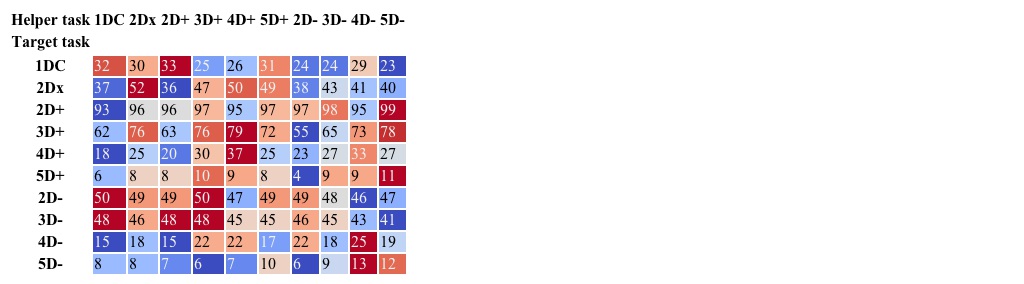 Helper task 1DC 2Dx 2D+ 3D+ 4D+ 5D+ 2D- 3D- 4D- 5D-
Target task
1DC 32 30 33 25 26 31 24 24 29 23
2Dx 37 52 36 47 50 49 38 43 41 40
2D+ 93 96 96 97 95 97 97 98 95 99
3D+ 62 76 63 76 79 72 55 65 73 78
4D+ 18 25 20 30 37 25 23 27 33 27
5D+ 6 8 8 10 9 8 4 9 9 11
2D- 50 49 49 50 47 49 49 48 46 47
3D- 48 46 48 48 45 45 46 45 43 41
4D- 15 18 15 22 22 17 22 18 25 19
5D- 8 8 7 6 7 10 6 9 13 12